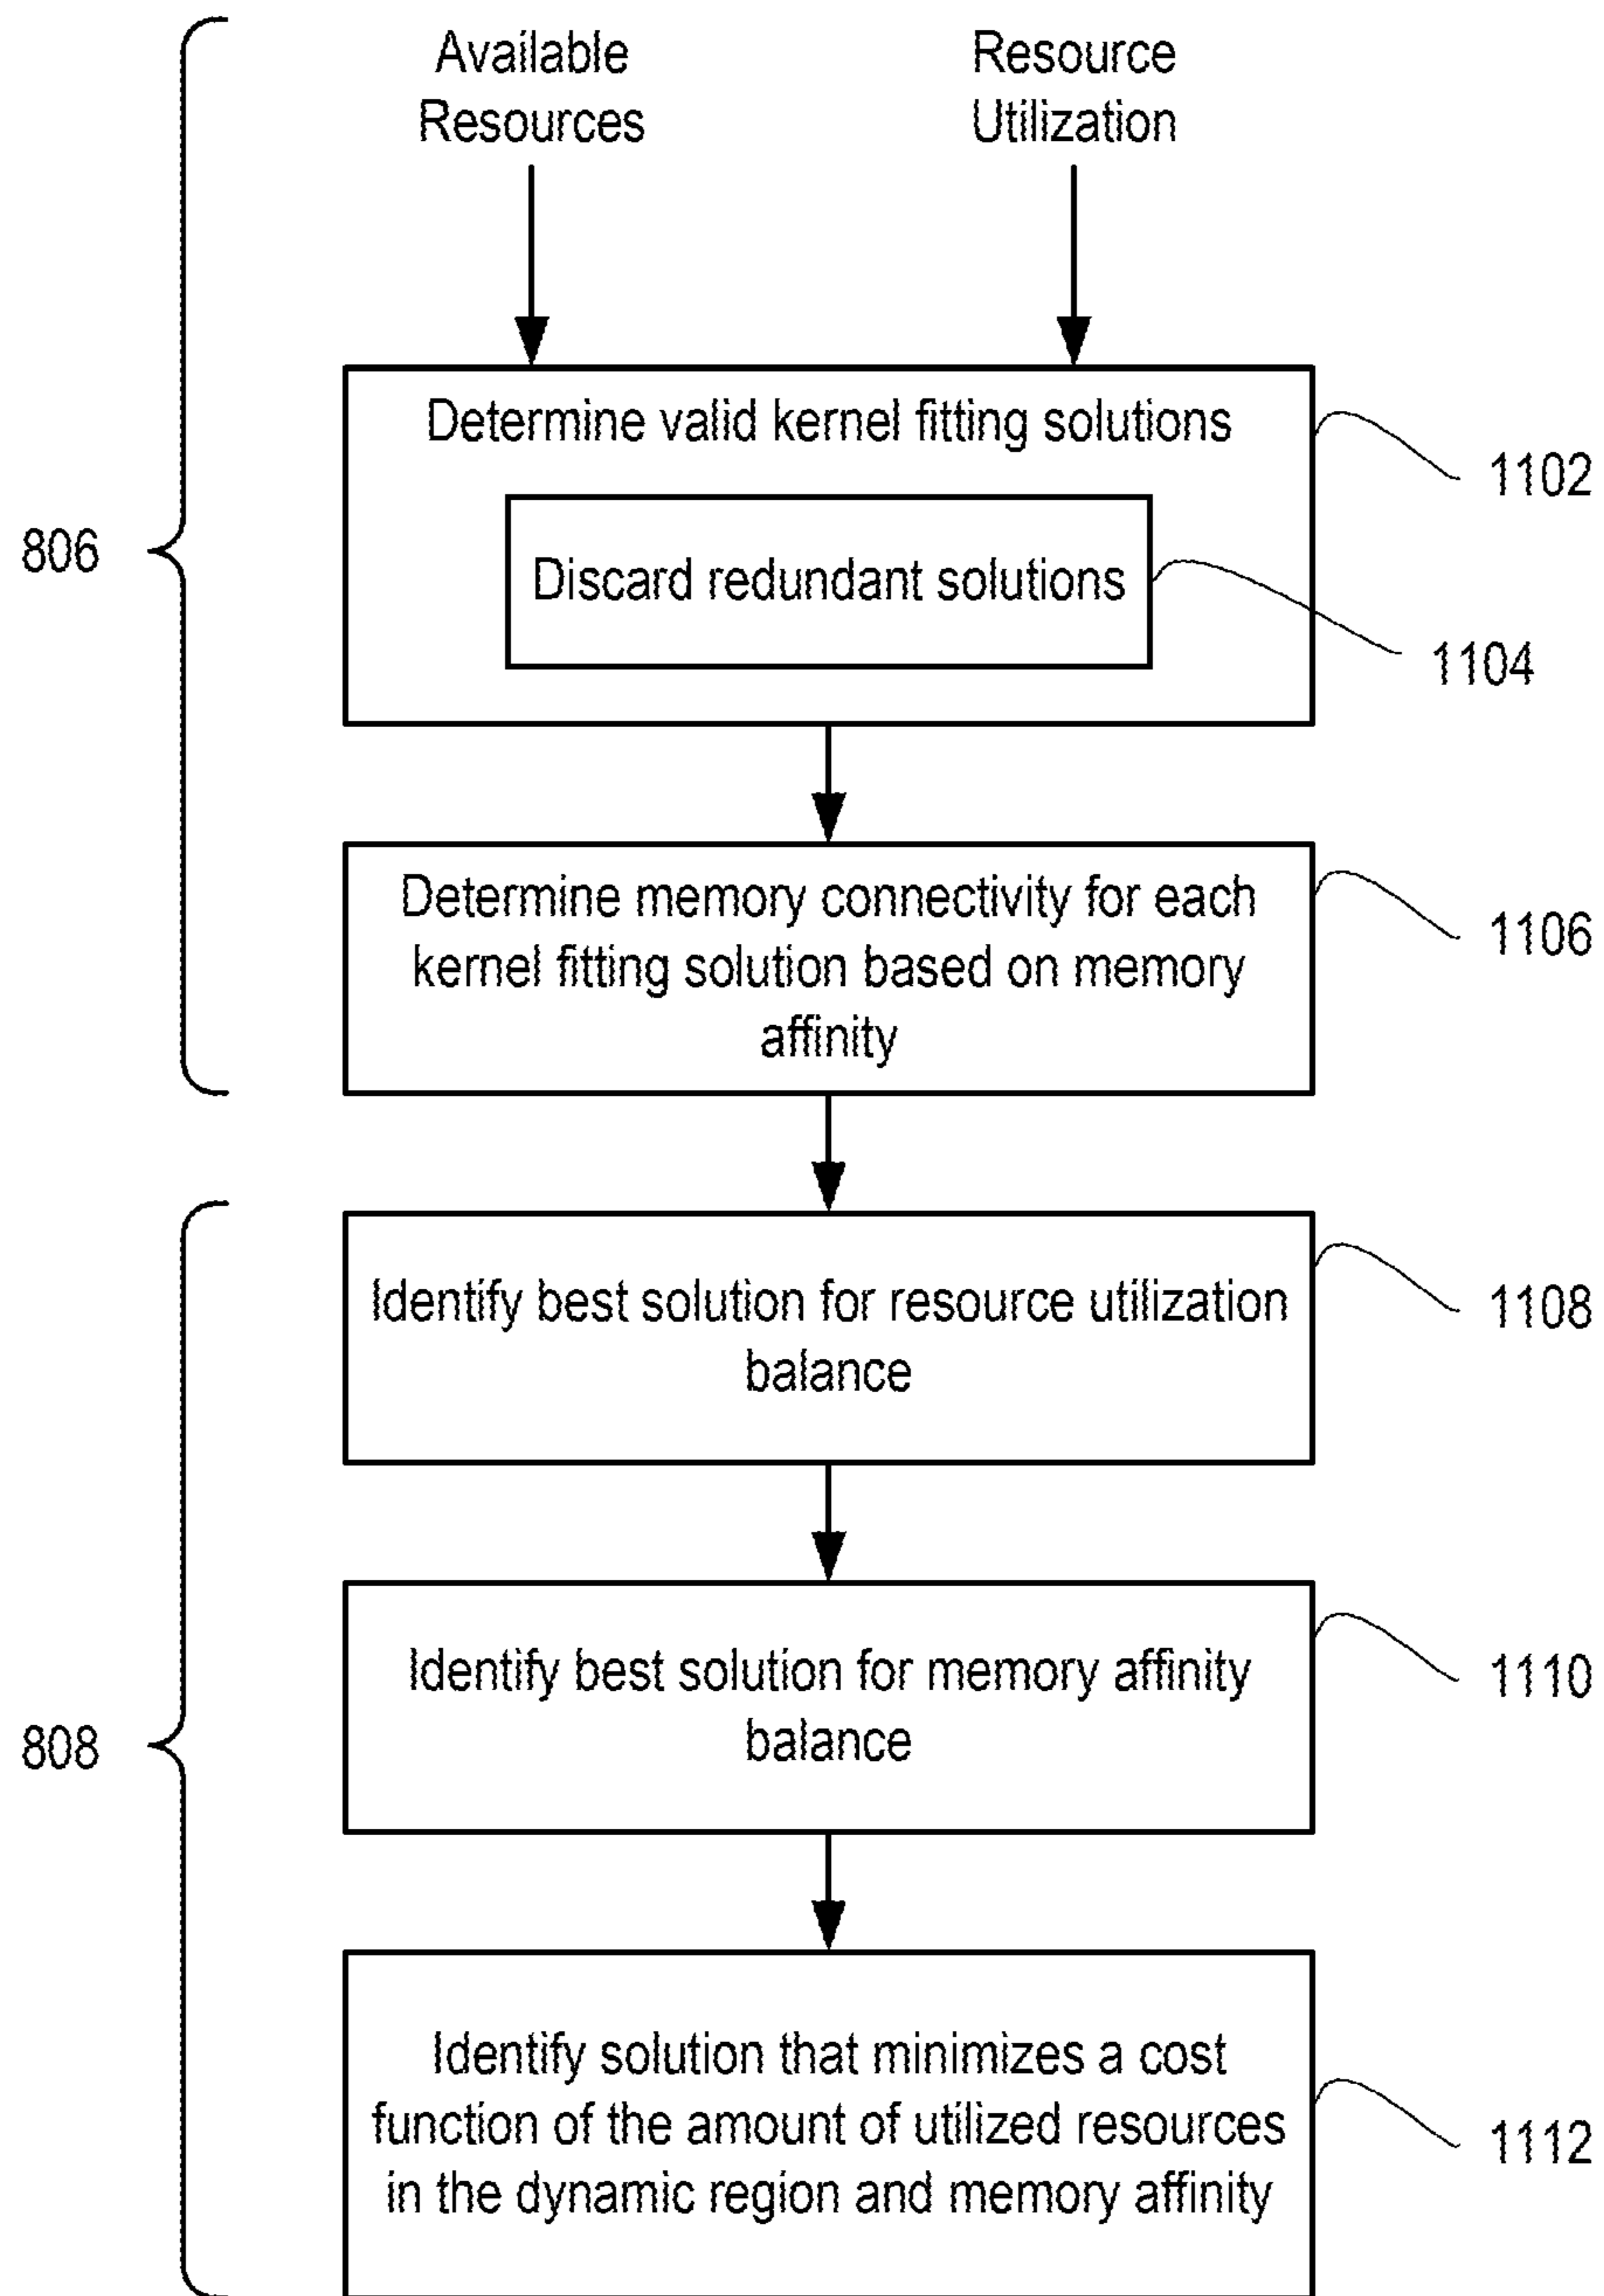 Available
Resources
Resource
Utilization
Determine valid kernel fitting solutions
1102
806
Discard redundant solutions
1104
Determine memory connectivity for each
kernel fitting solution based on memory
affinity
1106
Identify best solution for resource utilization
balance
1108
Identify best solution for memory affinity
balance
1110
808
Identify solution that minimizes a cost
function of the amount of utilized resources
in the dynamic region and memory affinity
1112